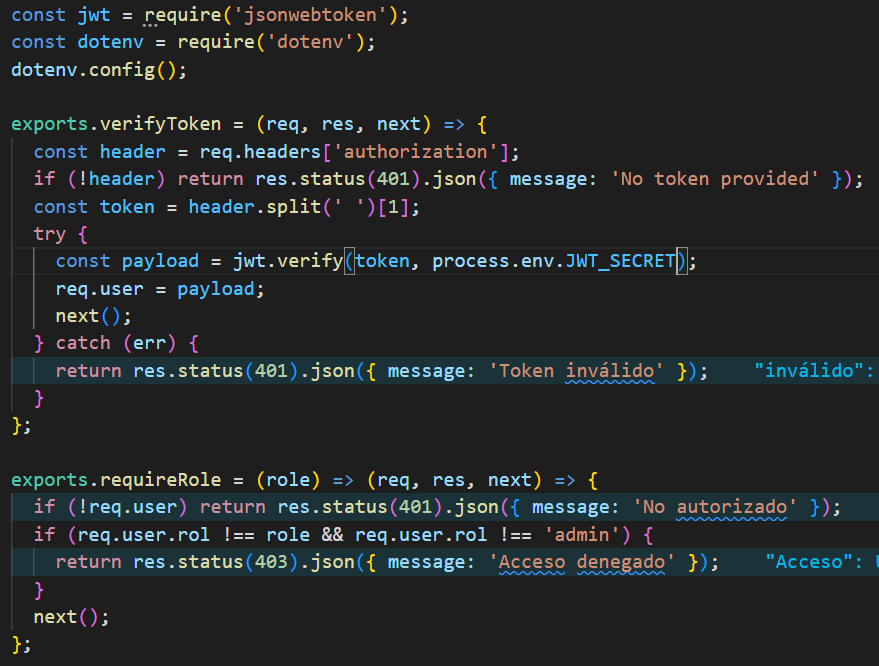 const jwt = require('jsonwebtoken');
const dotenv = require('dotenv');
dotenv.config();

exports.verifyToken = (req, res, next) => {
  const header = req.headers['authorization'];
  if (!header) return res.status(401).json({ message: 'No token provided' });
  const token = header.split(' ')[1];
  try {
    const payload = jwt.verify(token, process.env.JWT_SECRET);
    req.user = payload;
    next();
  } catch (err) {
    return res.status(401).json({ message: 'Token inválido' });    "inválido":
  }
};

exports.requireRole = (role) => (req, res, next) => {
  if (!req.user) return res.status(401).json({ message: 'No autorizado' });
  if (req.user.rol !== role && req.user.rol !== 'admin') {
    return res.status(403).json({ message: 'Acceso denegado' });    "Acceso":
  }
  next();
};